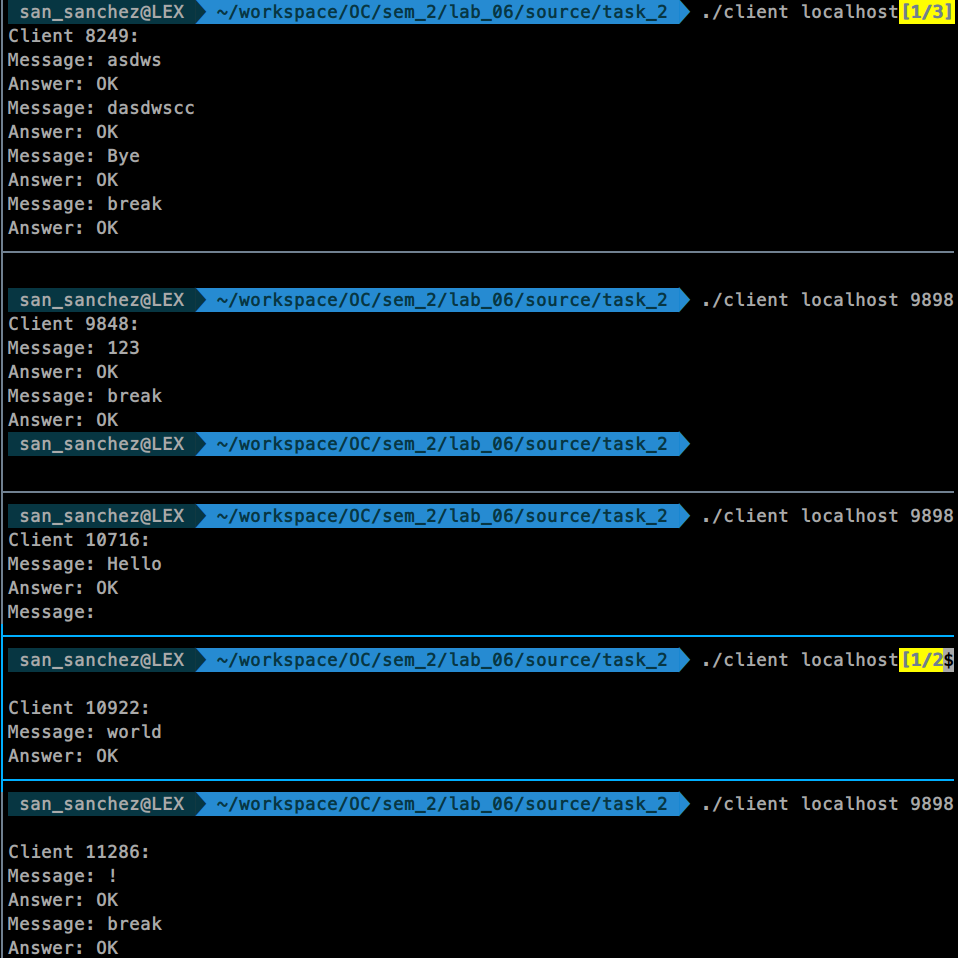 san_sanchez@LEX ~/workspace/OC/sem_2/lab_06/source/task_2 ./client localhost[1/3]
Client 8249:
Message: asdws
Answer: OK
Message: dasdwscc
Answer: OK
Message: Bye
Answer: OK
Message: break
Answer: OK
san_sanchez@LEX ~/workspace/OC/sem_2/lab_06/source/task_2 ./client localhost 9898
Client 9848:
Message: 123
Answer: OK
Message: break
Answer: OK
san_sanchez@LEX ~/workspace/OC/sem_2/lab_06/source/task_2
san_sanchez@LEX ~/workspace/OC/sem_2/lab_06/source/task_2 ./client localhost 9898
Client 10716:
Message: Hello
Answer: OK
Message:
san_sanchez@LEX ~/workspace/OC/sem_2/lab_06/source/task_2 ./client localhost[1/2$
Client 10922:
Message: world
Answer: OK
san_sanchez@LEX ~/workspace/OC/sem_2/lab_06/source/task_2 ./client localhost 9898
Client 11286:
Message: !
Answer: OK
Message: break
Answer: OK